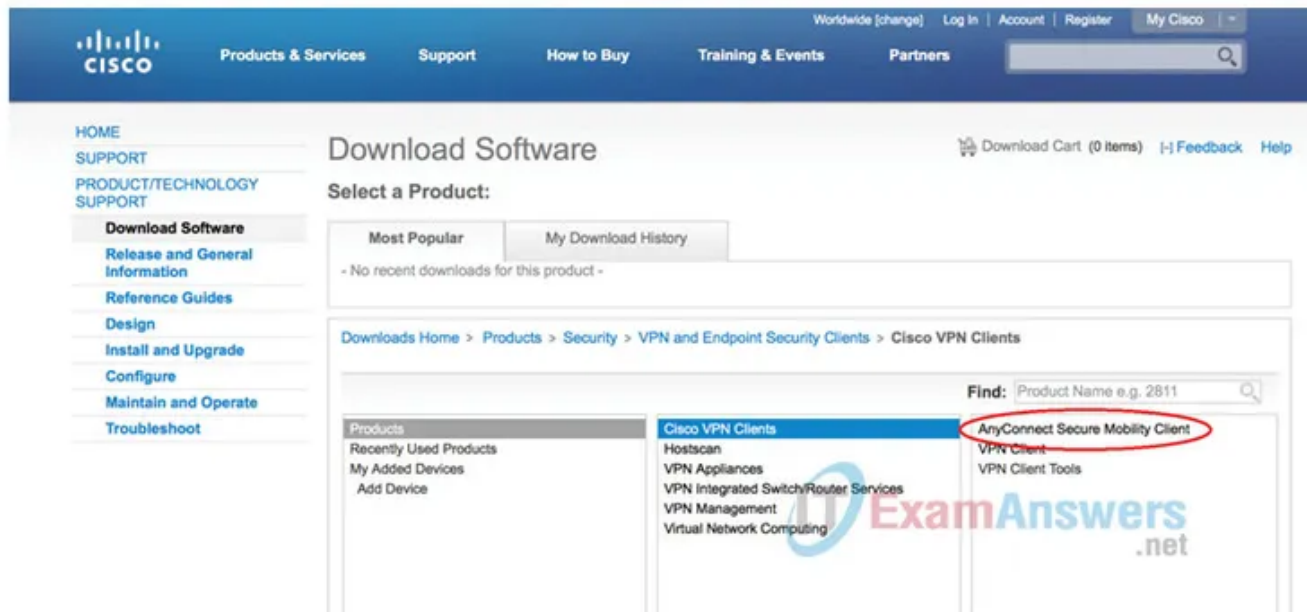 Worldwide [change] Log In | Account | Register My Cisco
CISCO
Products & Services Support How to Buy Training & Events Partners
HOME
SUPPORT
PRODUCT/TECHNOLOGY
SUPPORT
Download Software
Release and General
Information
Reference Guides
Design
Install and Upgrade
Configure
Maintain and Operate
Troubleshoot
Download Software
Download Cart (0 items) [-] Feedback Help
Select a Product:
Most Popular My Download History
- No recent downloads for this product -
Downloads Home > Products > Security > VPN and Endpoint Security Clients > Cisco VPN Clients
Find: Product Name e.g. 2811
Products
Recently Used Products
My Added Devices
Add Device
Cisco VPN Clients
Hostscan
VPN Appliances
VPN Integrated Switch/Router Services
VPN Management
Virtual Network Computing
AnyConnect Secure Mobility Client
VPN Client
VPN Client Tools
ITExamAnswers
.net